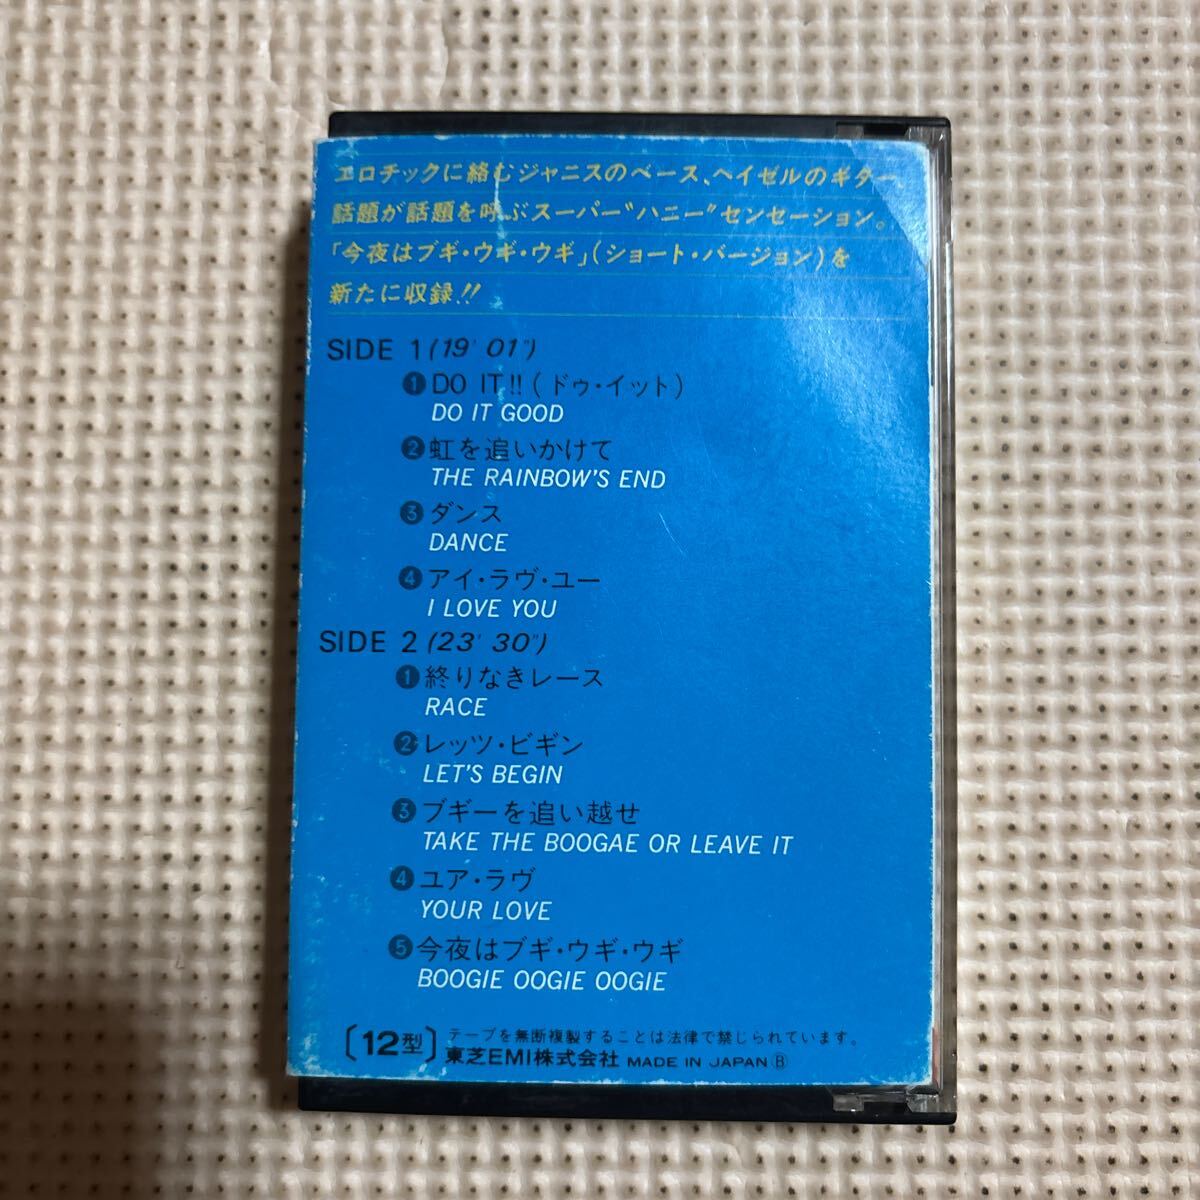 エロチックに絡むジャニスのベース、ヘイゼルのギター、
話題が話題を呼ぶスーパー"ハニー"センセーション。
「今夜はブギ・ウギ・ウギ」(ショート・バージョン)を
新たに収録!!
SIDE 1 (19' 01")
❶ DO IT!! (ドゥ・イット)
DO IT GOOD
❷ 虹を追いかけて
THE RAINBOW'S END
❸ ダンス
DANCE
❹ アイ・ラヴ・ユー
I LOVE YOU
SIDE 2 (23' 30")
❶ 終りなきレース
RACE
❷ レッツ・ビギン
LET'S BEGIN
❸ ブギーを追い越せ
TAKE THE BOOGAE OR LEAVE IT
❹ ユア・ラヴ
YOUR LOVE
❺ 今夜はブギ・ウギ・ウギ
BOOGIE OOGIE OOGIE
〔12型〕 テープを無断複製することは法律で禁じられています。
東芝EMI株式会社 MADE IN JAPAN Ⓑ